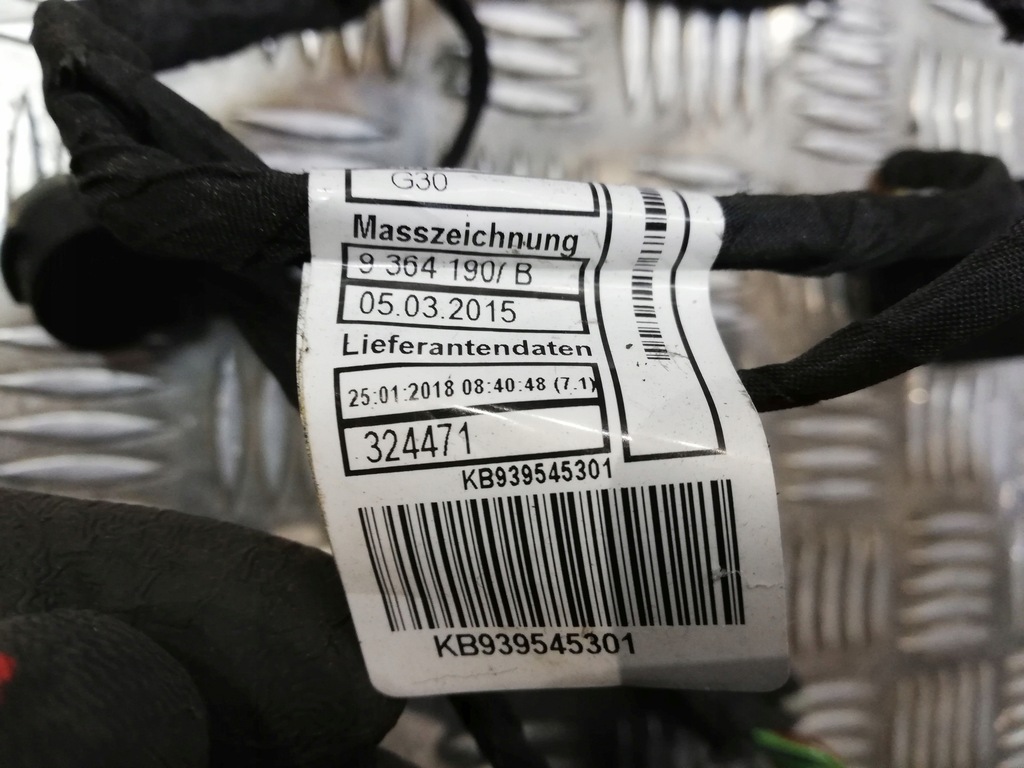 G30
Masszeichnung
9 364 190/ B
05.03.2015
Lieferantendaten
25:01:2018 08:40:48 (7.1)
324471
KB939545301
KB939545301